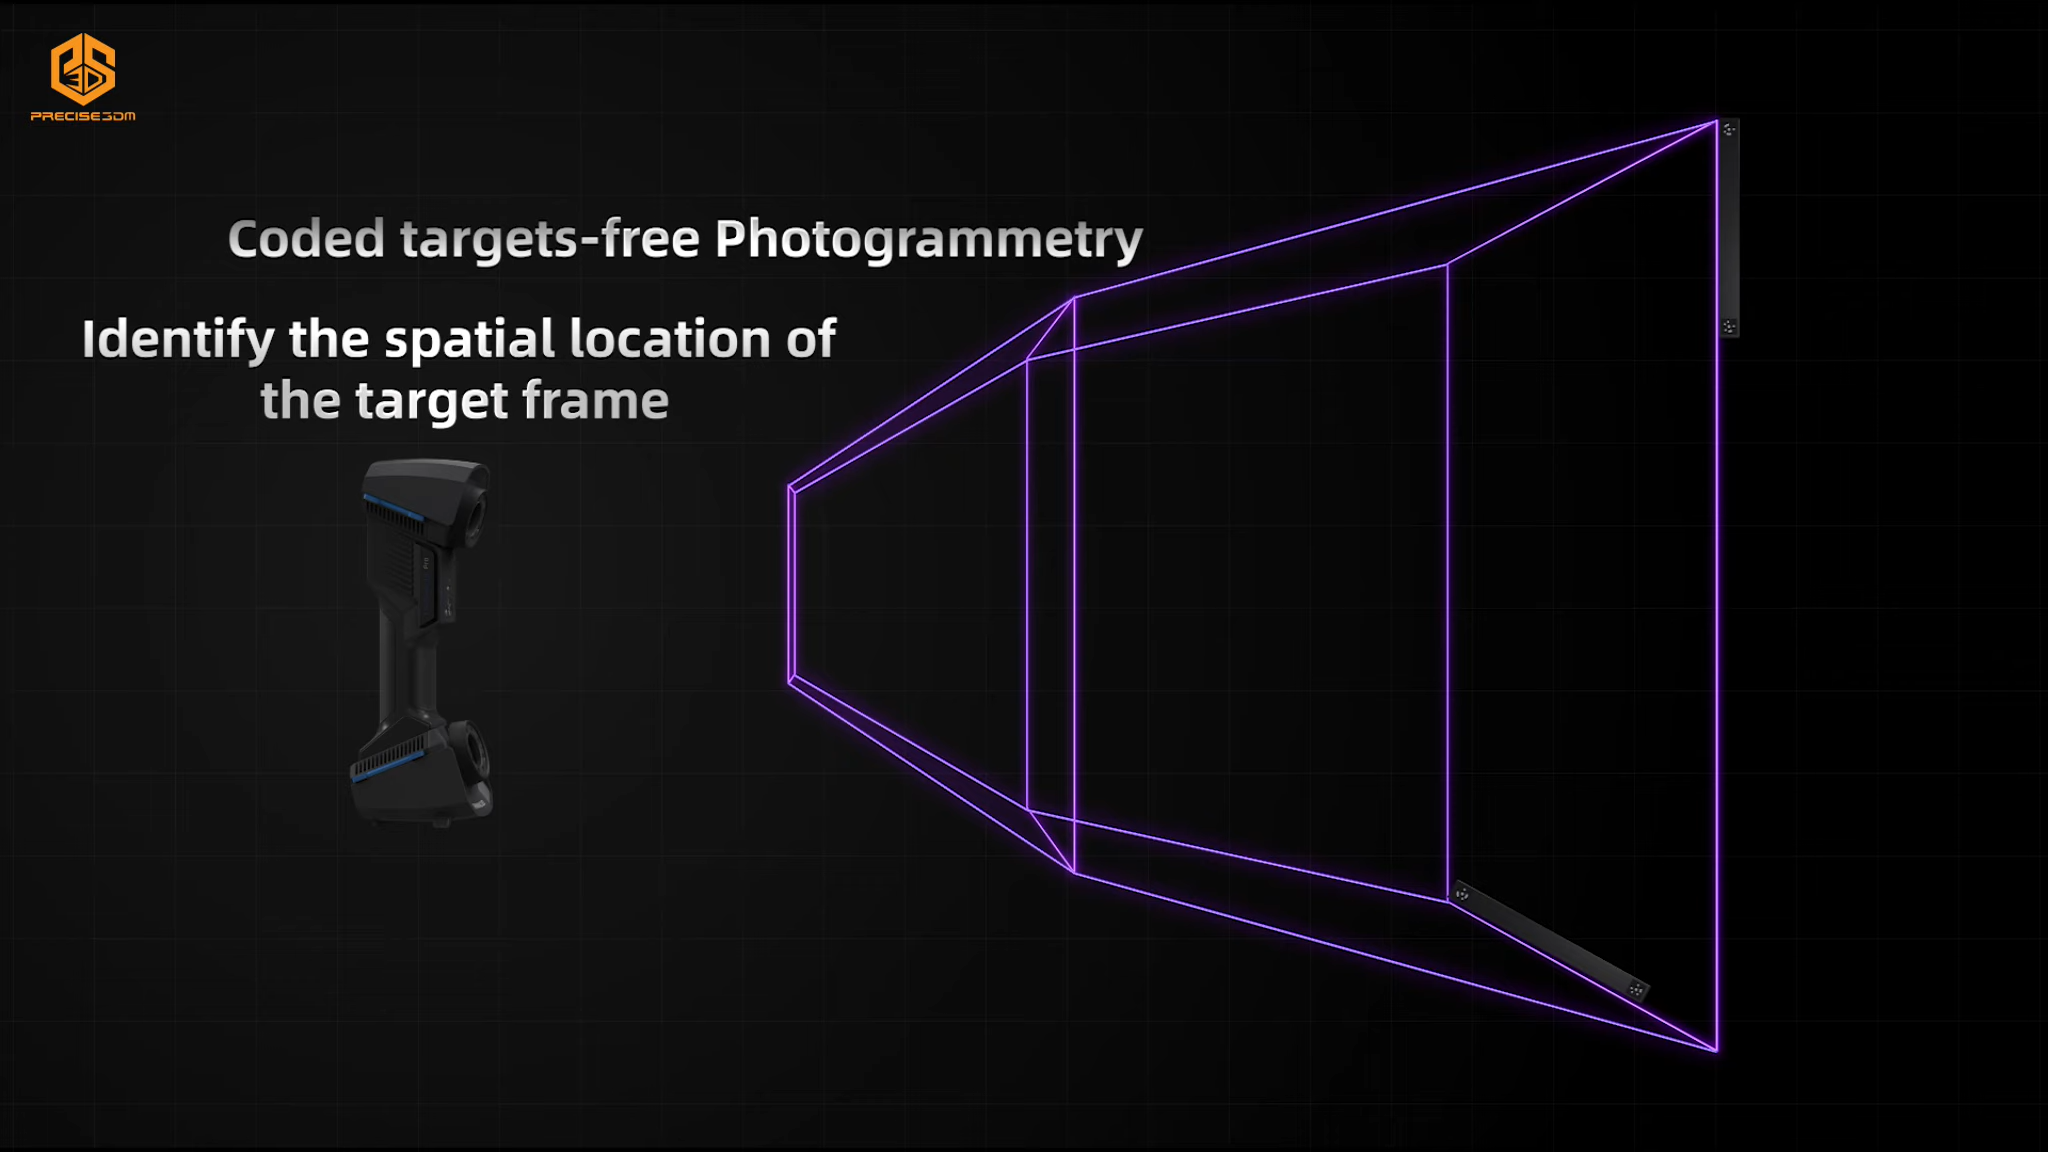 PRECISE3DM
Coded targets-free Photogrammetry
Identify the spatial location of
the target frame